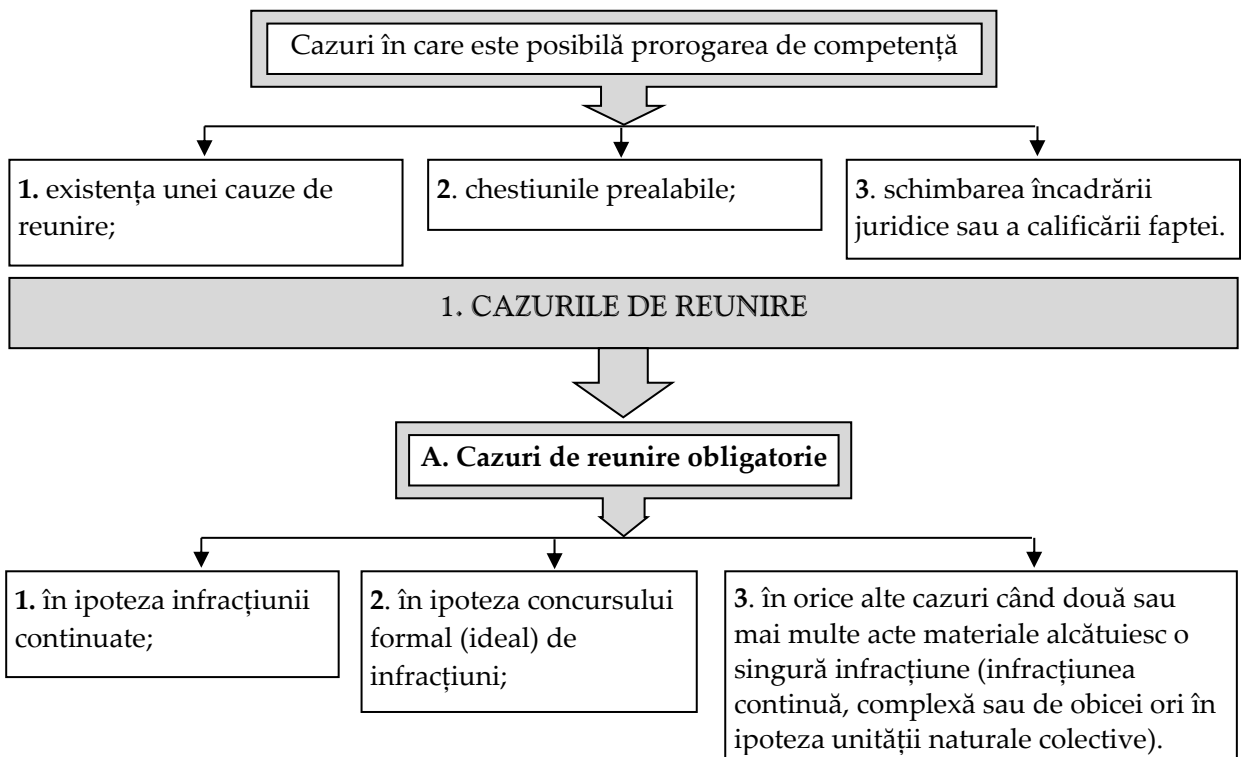 Cazuri în care este posibilă prorogarea de competență
1. existența unei cauze de
reunire;
2. chestiunile prealabile;
3. schimbarea încadrării
juridice sau a calificării faptei.
1. CAZURILE DE REUNIRE
A. Cazuri de reunire obligatorie
1. în ipoteza infracțiunii
continuate;
2. în ipoteza concursului
formal (ideal) de
infracțiuni;
3. în orice alte cazuri când două sau
mai multe acte materiale alcătuiesc o
singură infracțiune (infracțiunea
continuă, complexă sau de obicei ori în
ipoteza unității naturale colective).